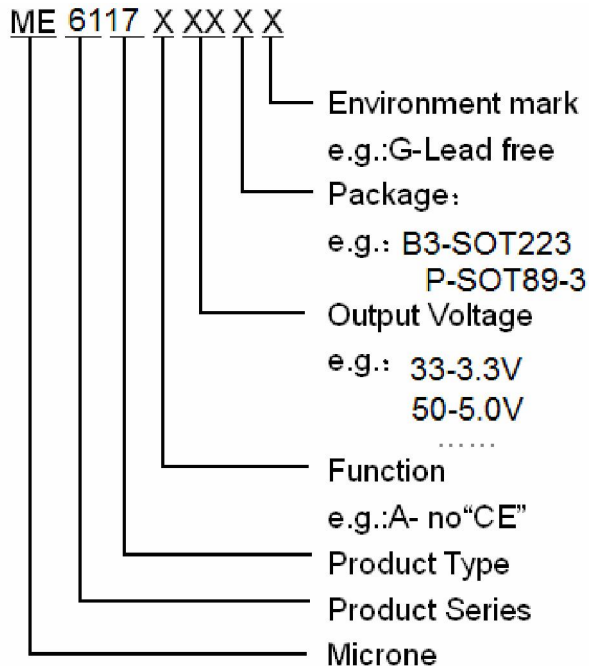 ME 6117 X XX X X
Environment mark
e.g.:G-Lead free
Package：
e.g.：B3-SOT223
P-SOT89-3
Output Voltage
e.g.： 33-3.3V
50-5.0V
......
Function
e.g.:A- no“CE”
Product Type
Product Series
Microne